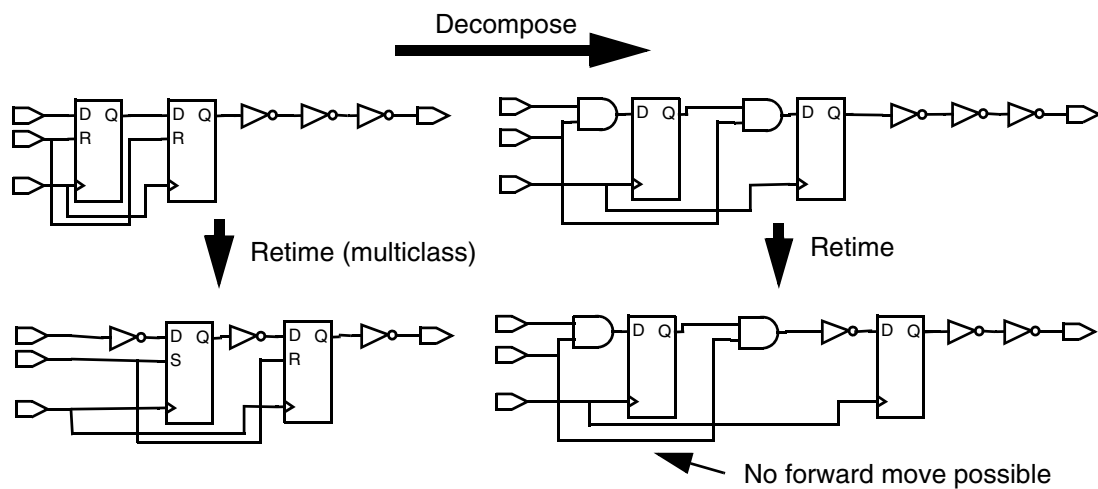 Decompose
D Q D Q D Q D Q
R R
Retime (multiclass) Retime
D Q D Q D Q D Q
S R
No forward move possible